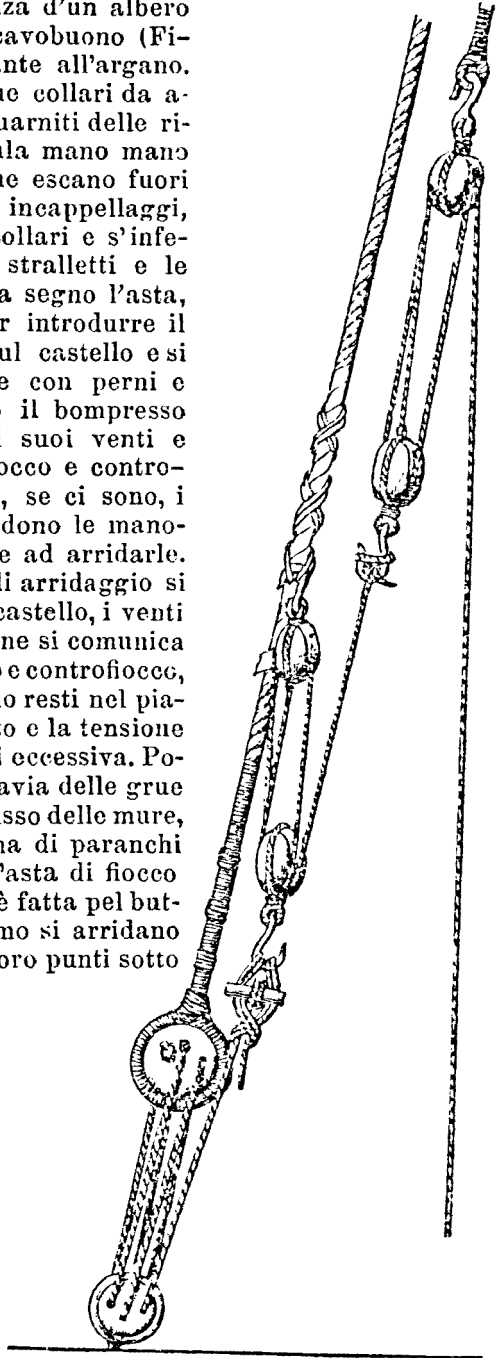 za d'un albero
cavobuono (Fi-
nte all'argano.
ue collari da a-
uarniti delle ri-
ula mano mano
ne escano fuori
incappellaggi,
ollari e s'infe-
stralletti e le
a segno l'asta,
r introdurre il
ul castello e si
e con perni e
il bompresso
i suoi venti e
occo e contro-
, se ci sono, i
dono le mano-
e ad arridarle.
li arridaggio si
castello, i venti
ne si comunica
o e controfiocco,
o resti nel pia-
to e la tensione
i eccessiva. Po-
avia delle grue
sso delle mure,
na di paranchi
l'asta di fiocco
è fatta pel but-
no si arridano
oro punti sotto